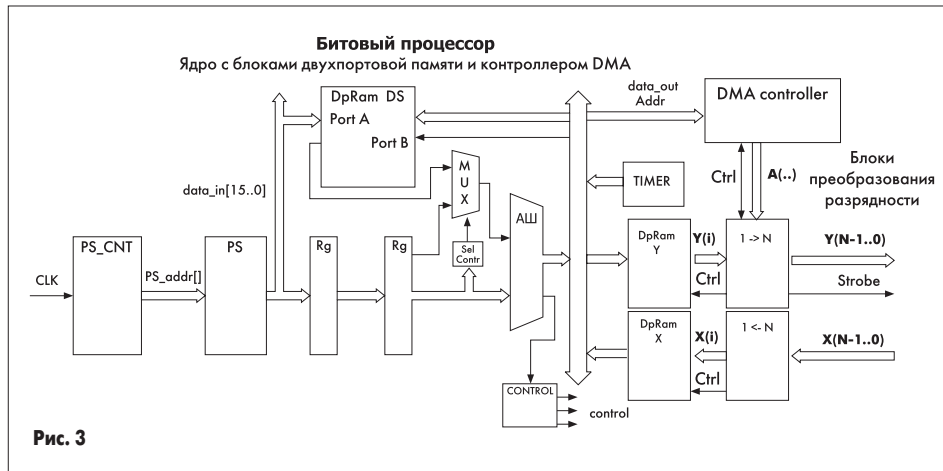 Битовый процессор
Ядро с блоками двухпортовой памяти и контроллером DMA
DpRam DS
Port A
Port B
data_out
Addr
DMA controller
Ctrl
A(..)
Блоки
преобразования
разрядности
data_in[15..0]
M
U
X
TIMER
АШ
Sel
Contr
CLK
PS_CNT
PS_addr[]
PS
Rg
Rg
DpRam
Y
Y(i)
Ctrl
1 -> N
Y(N-1..0)
Strobe
DpRam
X
X(i)
Ctrl
1 <- N
X(N-1..0)
CONTROL
control
Рис. 3